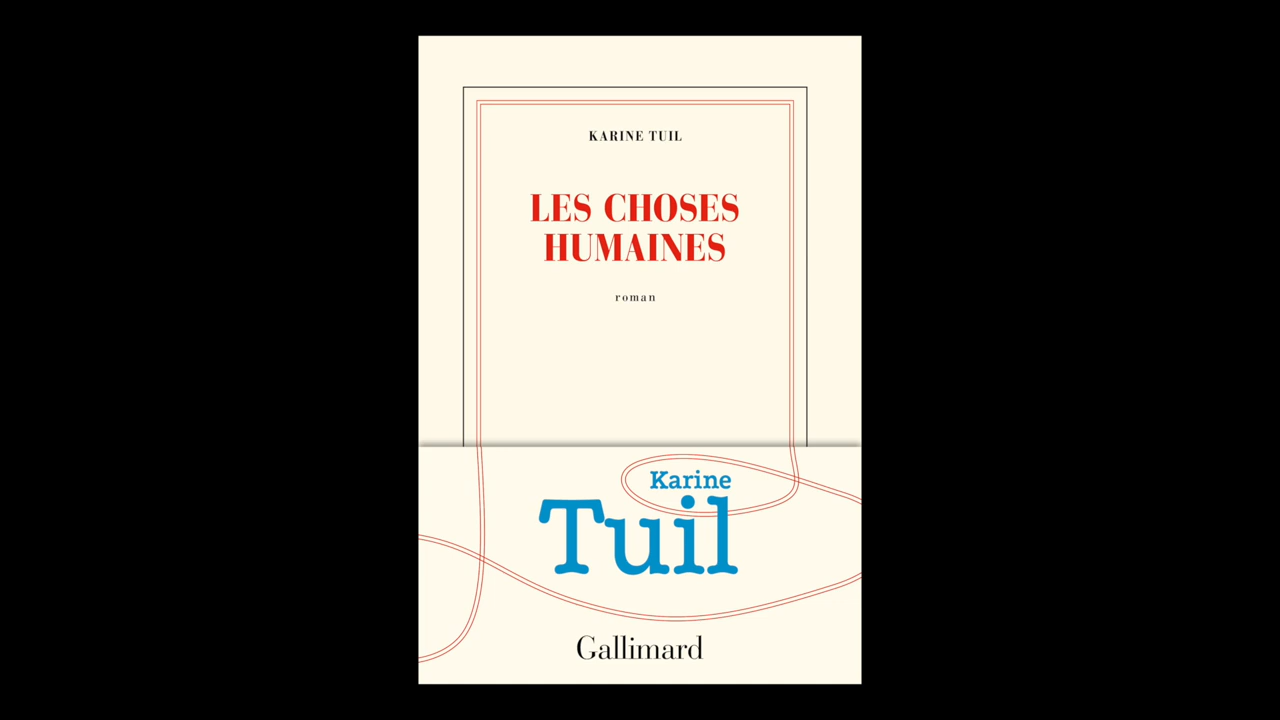 KARINE TUIL
LES CHOSES
HUMAINES
roman
Karine
Tuil
Gallimard